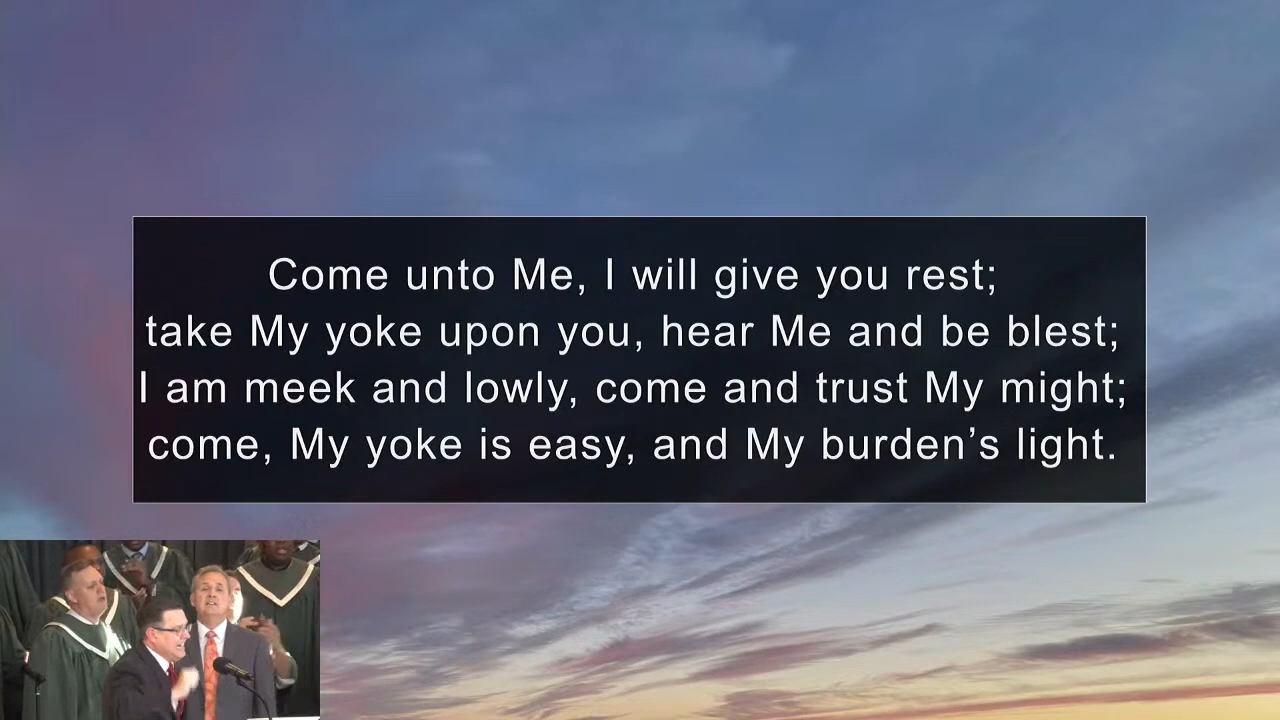 Come unto Me, I will give you rest;
take My yoke upon you, hear Me and be blest;
I am meek and lowly, come and trust My might;
come, My yoke is easy, and My burden’s light.